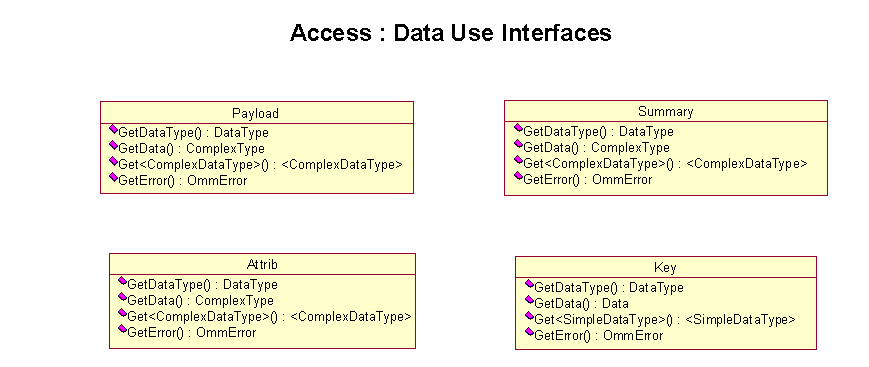 Access : Data Use Interfaces
Payload
GetDataType() : DataType
GetData() : ComplexType
Get<ComplexDataType>() : <ComplexDataType>
GetError() : OmmError
Summary
GetDataType() : DataType
GetData() : ComplexType
Get<ComplexDataType>() : <ComplexDataType>
GetError() : OmmError
Attrib
GetDataType() : DataType
GetData() : ComplexType
Get<ComplexDataType>() : <ComplexDataType>
GetError() : OmmError
Key
GetDataType() : DataType
GetData() : Data
Get<SimpleDataType>() : <SimpleDataType>
GetError() : OmmError